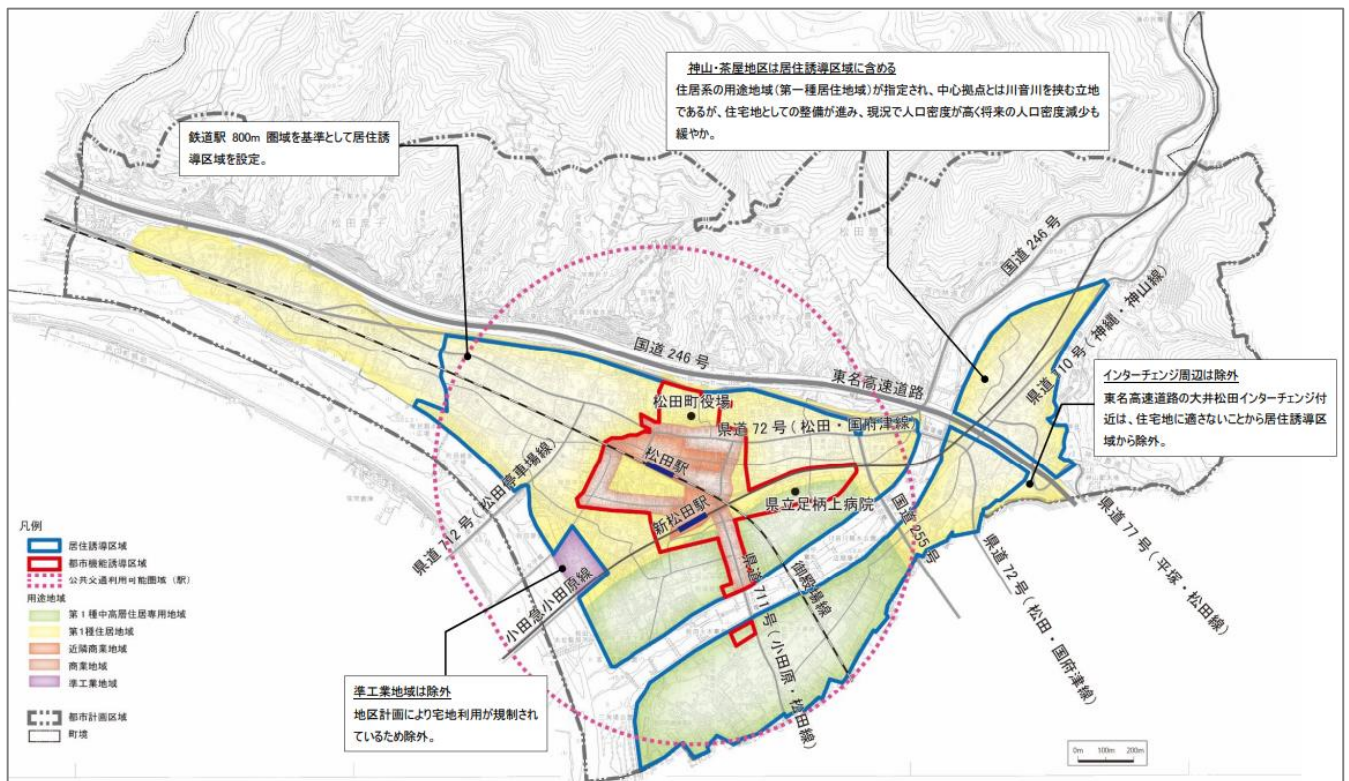 神山・茶屋地区は居住誘導区域に含める
住居系の用途地域(第一種居住地域)が指定され、中心拠点とは川音川を挟む立地
であるが、住宅地としての整備が進み、現況で人口密度が高く将来の人口密度減少も
緩やか。
鉄道駅 800m 圏域を基準として居住誘
導区域を設定。
国道 246 号
国道 246 号
東名高速道路
県道 710 号(神縄・神山線)
インターチェンジ周辺は除外
東名高速道路の大井松田インターチェンジ付
近は、住宅地に適さないことから居住誘導区
域から除外。
松田町役場
県道 72 号(松田・国府津線)
松田駅
新松田駅
県立足柄上病院
県道 712 号(松田停車場線)
小田急小田原線
県道 711 号(小田原・松田線)
御殿場線
国道 255 号
県道 72 号(松田・国府津線)
県道 77 号(平塚・松田線)
準工業地域は除外
地区計画により宅地利用が規制され
ているため除外。
凡例
居住誘導区域
都市機能誘導区域
公共交通利用可能圏域(駅)
用途地域
第1種中高層住居専用地域
第1種住居地域
近隣商業地域
商業地域
準工業地域
都市計画区域
町境
0m 100m 200m